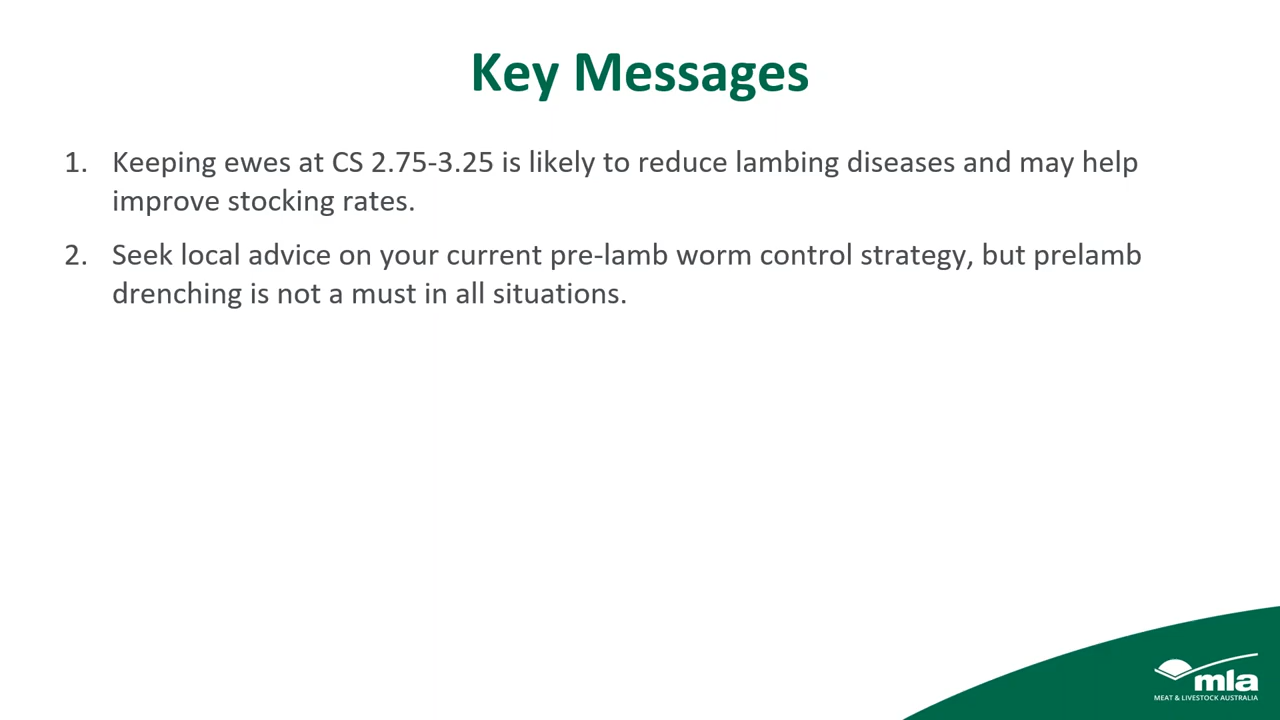 Key Messages
1. Keeping ewes at CS 2.75-3.25 is likely to reduce lambing diseases and may help
improve stocking rates.
2. Seek local advice on your current pre-lamb worm control strategy, but prelamb
drenching is not a must in all situations.
mla
MEAT & LIVESTOCK AUSTRALIA